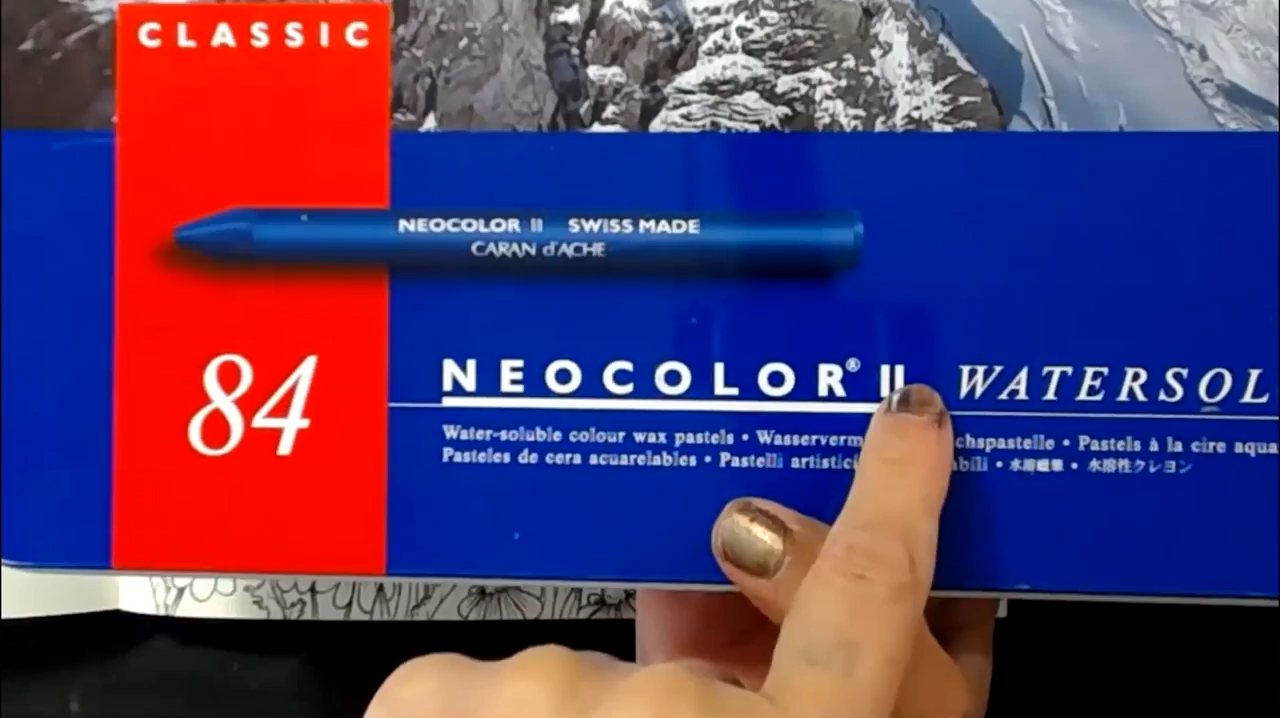 CLASSIC
NEOCOLOR II SWISS MADE
CARAN d'ACHE
84
NEOCOLOR® II WATERSOL
Water-soluble colour wax pastels • Wasserverm chspastelle • Pastels à la cire aqua
Pasteles de cera acuarelables • Pastelli artistici abili • 水溶蠟筆 • 水溶性クレヨン